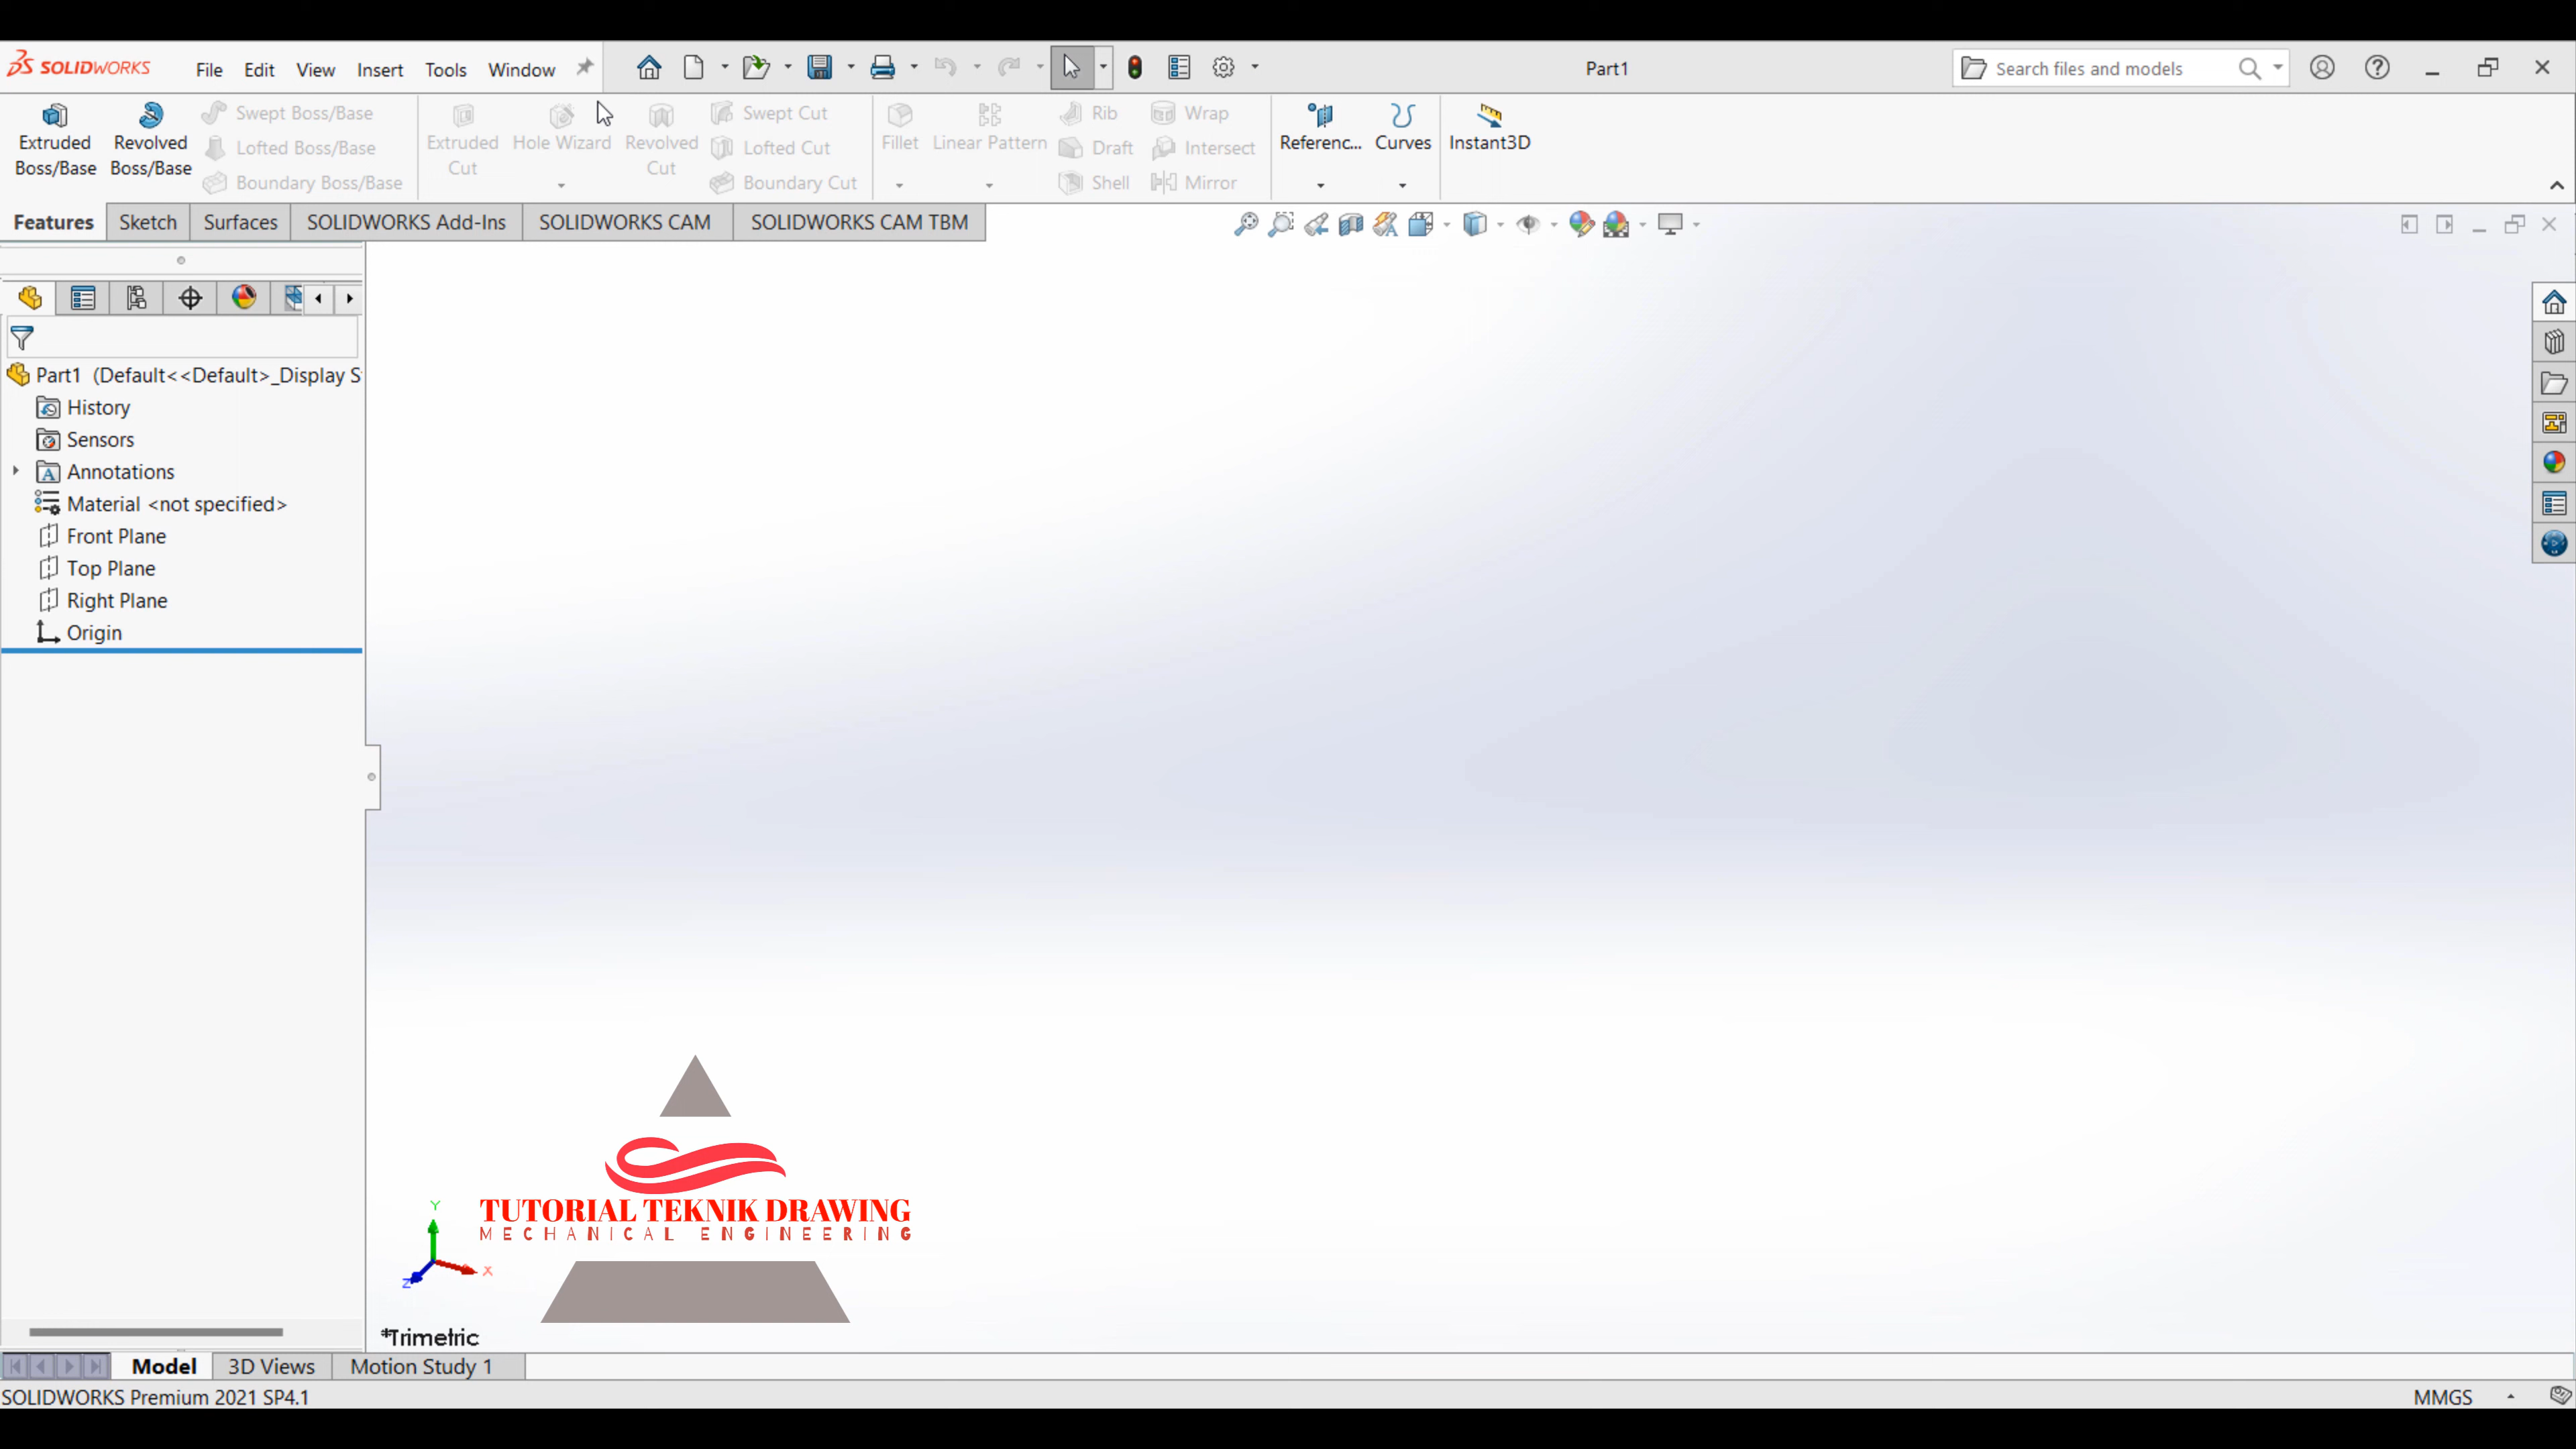 SOLIDWORKS File Edit View Insert Tools Window Part1 Search files and models
Extruded Boss/Base
Revolved Boss/Base
Swept Boss/Base
Lofted Boss/Base
Boundary Boss/Base
Extruded Cut
Hole Wizard
Revolved Cut
Swept Cut
Lofted Cut
Boundary Cut
Fillet
Linear Pattern
Rib
Draft
Shell
Wrap
Intersect
Mirror
Referenc...
Curves
Instant3D
Features Sketch Surfaces SOLIDWORKS Add-Ins SOLIDWORKS CAM SOLIDWORKS CAM TBM
Part1 (Default<<Default>_Display S
History
Sensors
Annotations
Material <not specified>
Front Plane
Top Plane
Right Plane
Origin
TUTORIAL TEKNIK DRAWING
MECHANICAL ENGINEERING
Y
X
Z
*Trimetric
Model 3D Views Motion Study 1
SOLIDWORKS Premium 2021 SP4.1 MMGS